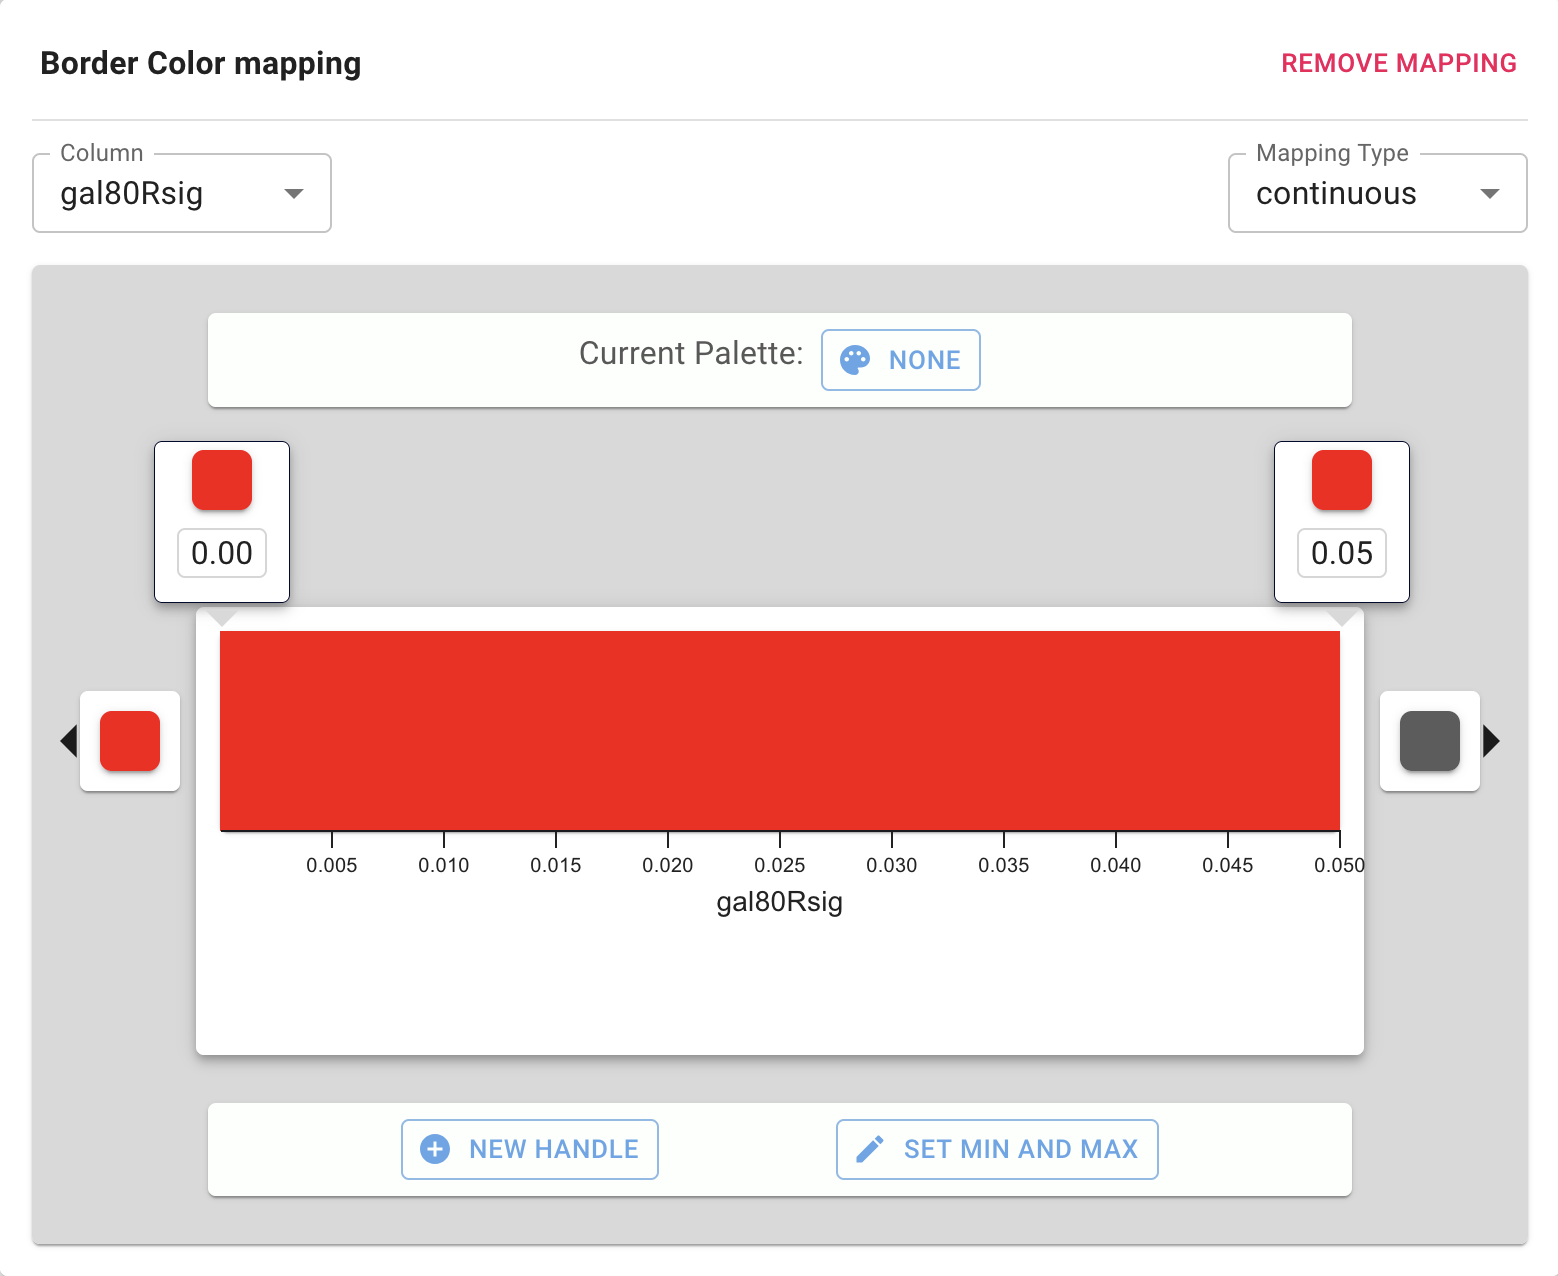 Border Color mapping
REMOVE MAPPING
Column
gal80Rsig
Mapping Type
continuous
Current Palette:
NONE
0.00
0.05
0.005 0.010 0.015 0.020 0.025 0.030 0.035 0.040 0.045 0.050
gal80Rsig
NEW HANDLE
SET MIN AND MAX